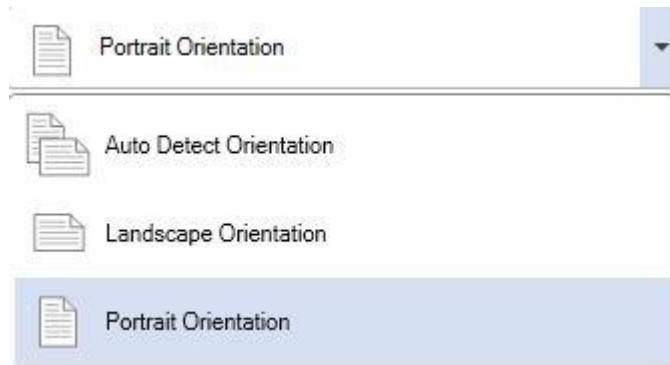 Portrait Orientation
Auto Detect Orientation
Landscape Orientation
Portrait Orientation